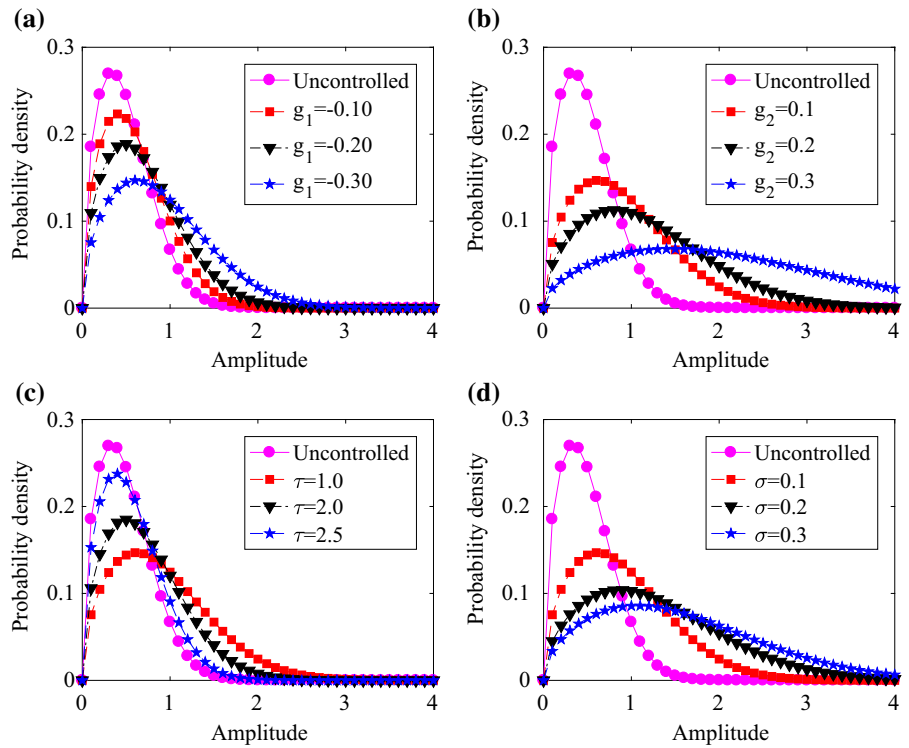 (a)
Probability density
0.3
0.2
0.1
0
0
1
2
3
4
Amplitude
Uncontrolled
g1=-0.10
g1=-0.20
g1=-0.30
(b)
Probability density
0.3
0.2
0.1
0
0
1
2
3
4
Amplitude
Uncontrolled
g2=0.1
g2=0.2
g2=0.3
(c)
Probability density
0.3
0.2
0.1
0
0
1
2
3
4
Amplitude
Uncontrolled
τ=1.0
τ=2.0
τ=2.5
(d)
Probability density
0.3
0.2
0.1
0
0
1
2
3
4
Amplitude
Uncontrolled
σ=0.1
σ=0.2
σ=0.3